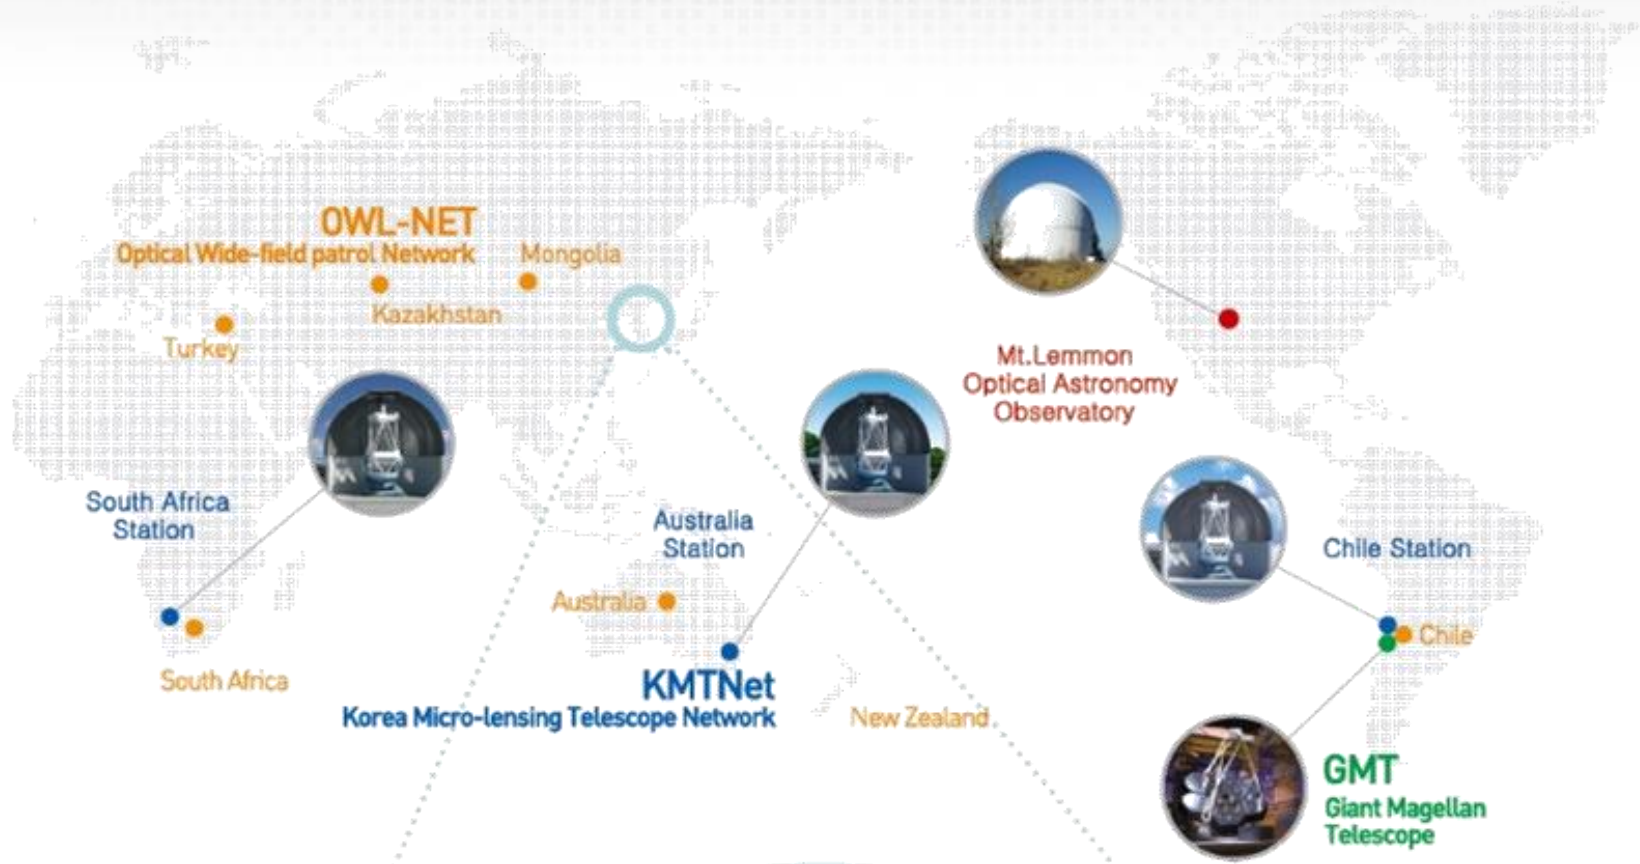 OWL-NET
Optical Wide-field patrol Network
Mongolia
Kazakhstan
Turkey
Mt.Lemmon
Optical Astronomy
Observatory
South Africa
Station
Australia
Station
Chile Station
Australia
Chile
South Africa
KMTNet
Korea Micro-lensing Telescope Network
New Zealand
GMT
Giant Magellan
Telescope